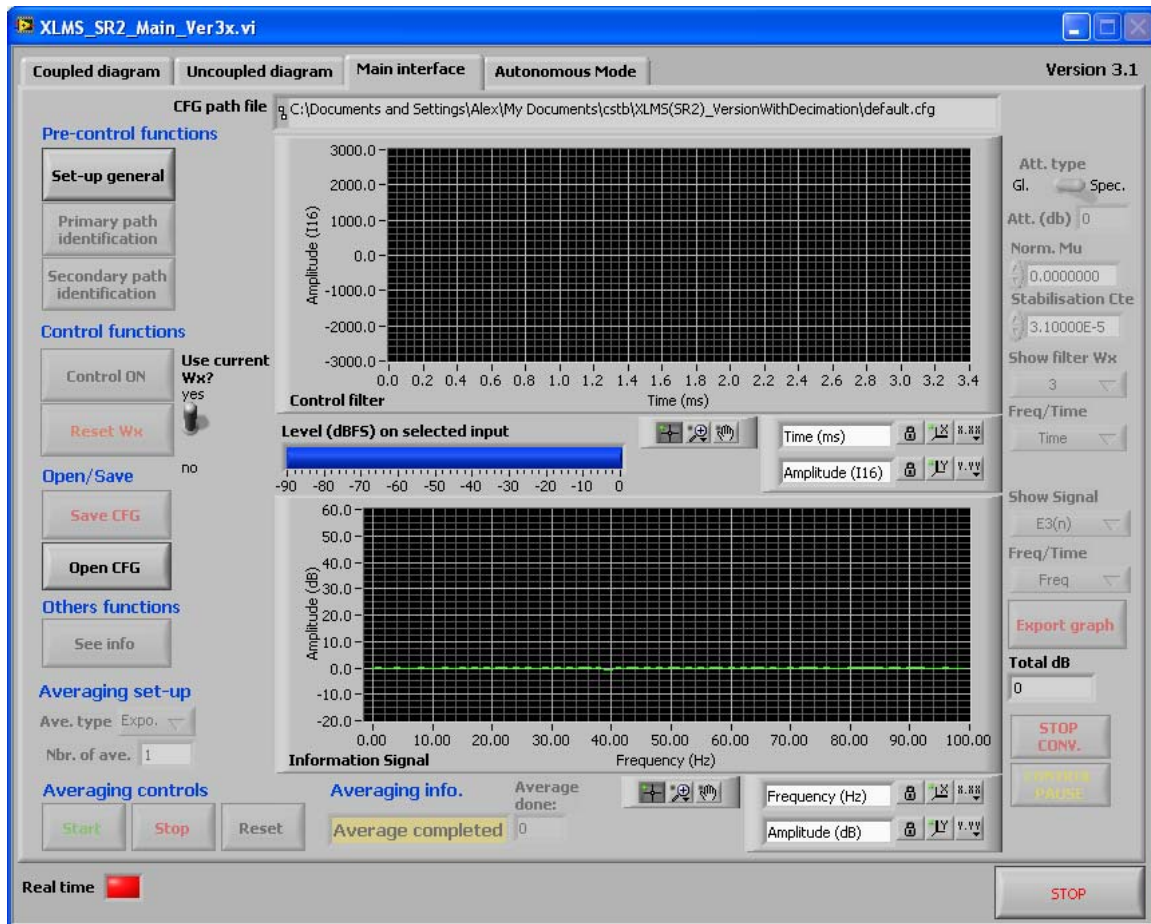 XLMS_SR2_Main_Ver3x.vi
Coupled diagram
Uncoupled diagram
Main interface
Autonomous Mode
Version 3.1
CFG path file
C:\Documents and Settings\Alex\My Documents\cstb\XLMS(SR2)_VersionWithDecimation\default.cfg
Pre-control functions
Set-up general
Primary path
identification
Secondary path
identification
Control functions
Control ON
Use current
Wx?
yes
Reset Wx
no
Open/Save
Save CFG
Open CFG
Others functions
See info
Averaging set-up
Ave. type Expo.
Nbr. of ave. 1
Averaging controls
Start
Stop
Reset
Amplitude (I16)
3000.0
2000.0
1000.0
0.0
-1000.0
-2000.0
-3000.0
0.0 0.2 0.4 0.6 0.8 1.0 1.2 1.4 1.6 1.8 2.0 2.2 2.4 2.6 2.8 3.0 3.2 3.4
Control filter
Time (ms)
Level (dBFS) on selected input
-90 -80 -70 -60 -50 -40 -30 -20 -10 0
Time (ms)
X
X.XX
Amplitude (I16)
Y
Y.YY
Amplitude (dB)
60.0
50.0
40.0
30.0
20.0
10.0
0.0
-10.0
-20.0
0.00 10.00 20.00 30.00 40.00 50.00 60.00 70.00 80.00 90.00 100.00
Information Signal
Frequency (Hz)
Averaging info.
Average completed
Average
done:
0
Frequency (Hz)
X
X.XX
Amplitude (dB)
Y
Y.YY
Att. type
Gl. Spec.
Att. (db) 0
Norm. Mu
0.0000000
Stabilisation Cte
3.10000E-5
Show filter Wx
3
Freq/Time
Time
Show Signal
E3(n)
Freq/Time
Freq
Export graph
Total dB
0
STOP
CONV.
CONTROL
PAUSE
Real time
STOP